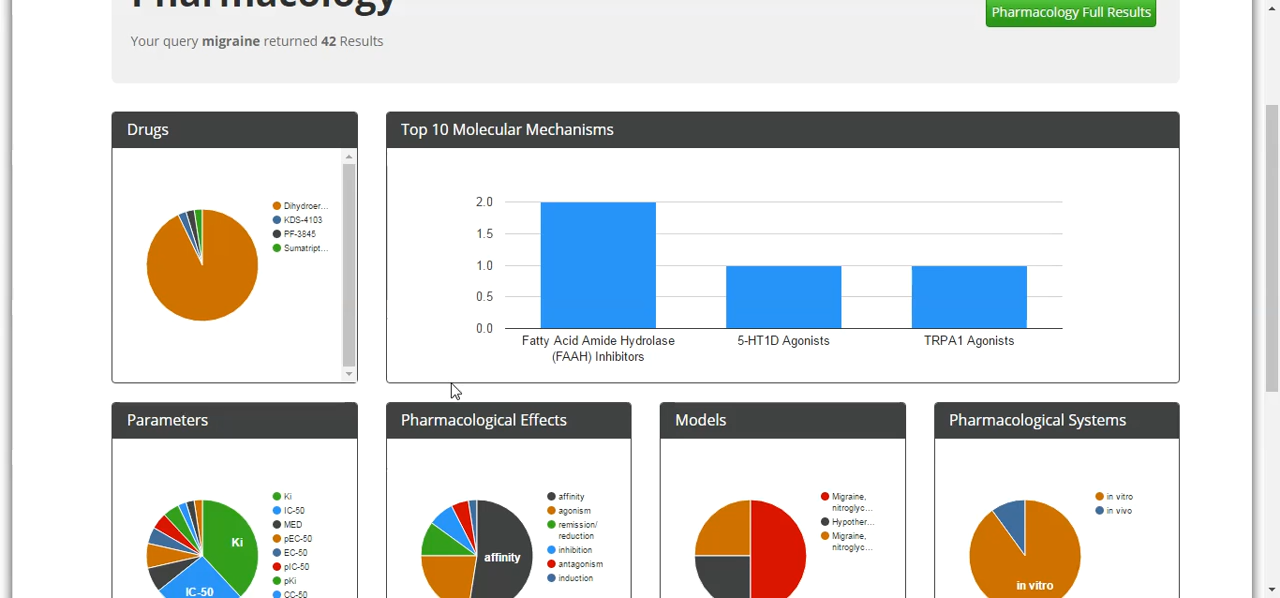 Pharmacology
Pharmacology Full Results
Your query migraine returned 42 Results
Drugs
Dihydroer...
KDS-4103
PF-3845
Sumatript...
Top 10 Molecular Mechanisms
2.0
1.5
1.0
0.5
0.0
Fatty Acid Amide Hydrolase
(FAAH) Inhibitors
5-HT1D Agonists
TRPA1 Agonists
Parameters
Ki
IC-50
Ki
IC-50
MED
pEC-50
EC-50
pIC-50
pKi
CC-50
Pharmacological Effects
affinity
affinity
agonism
remission/
reduction
inhibition
antagonism
induction
Models
Migraine,
nitroglyc...
Hypother...
Migraine,
nitroglyc...
Pharmacological Systems
in vitro
in vitro
in vivo